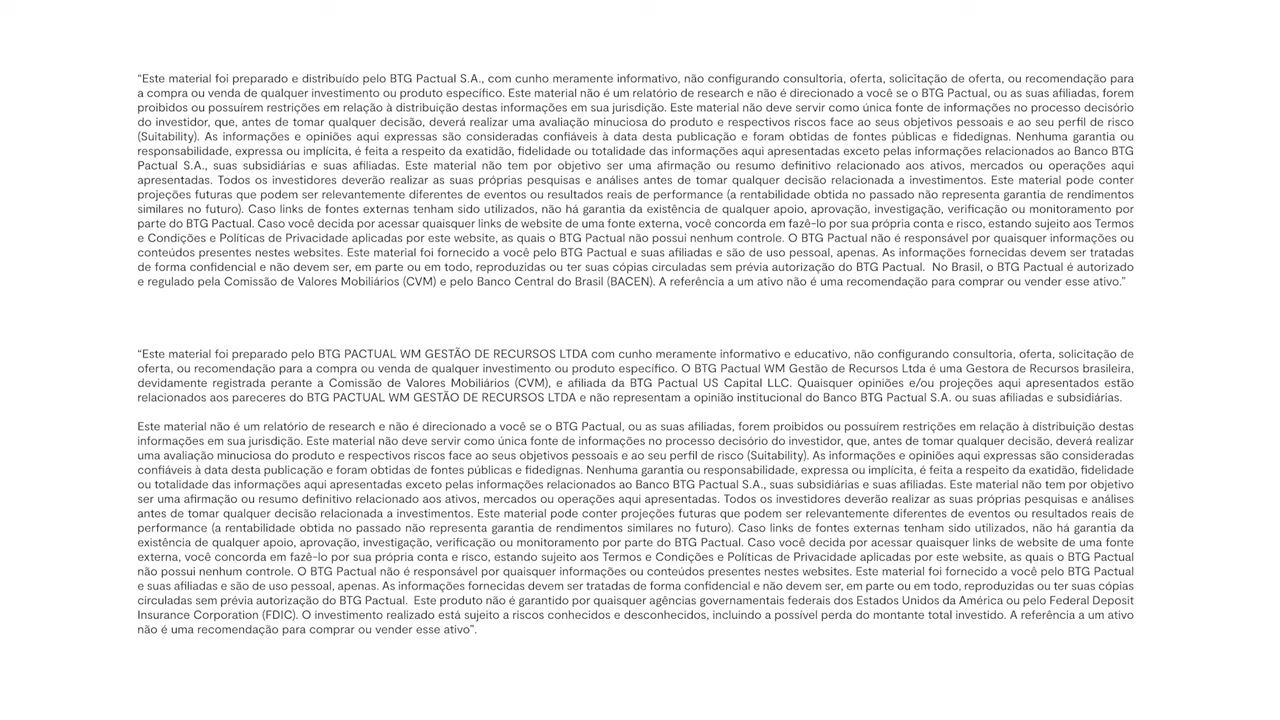 “Este material foi preparado e distribuído pelo BTG Pactual S.A., com cunho meramente informativo, não configurando consultoria, oferta, solicitação de oferta, ou recomendação para
a compra ou venda de qualquer investimento ou produto específico. Este material não é um relatório de research e não é direcionado a você se o BTG Pactual, ou as suas afiliadas, forem
proibidos ou possuírem restrições em relação à distribuição destas informações em sua jurisdição. Este material não deve servir como única fonte de informações no processo decisório
do investidor, que, antes de tomar qualquer decisão, deverá realizar uma avaliação minuciosa do produto e respectivos riscos face ao seus objetivos pessoais e ao seu perfil de risco
(Suitability). As informações e opiniões aqui expressas são consideradas confiáveis à data desta publicação e foram obtidas de fontes públicas e fidedignas. Nenhuma garantia ou
responsabilidade, expressa ou implícita, é feita a respeito da exatidão, fidelidade ou totalidade das informações aqui apresentadas exceto pelas informações relacionados ao Banco BTG
Pactual S.A., suas subsidiárias e suas afiliadas. Este material não tem por objetivo ser uma afirmação ou resumo definitivo relacionado aos ativos, mercados ou operações aqui
apresentadas. Todos os investidores deverão realizar as suas próprias pesquisas e análises antes de tomar qualquer decisão relacionada a investimentos. Este material pode conter
projeções futuras que podem ser relevantemente diferentes de eventos ou resultados reais de performance (a rentabilidade obtida no passado não representa garantia de rendimentos
similares no futuro). Caso links de fontes externas tenham sido utilizados, não há garantia da existência de qualquer apoio, aprovação, investigação, verificação ou monitoramento por
parte do BTG Pactual. Caso você decida por acessar quaisquer links de website de uma fonte externa, você concorda em fazê-lo por sua própria conta e risco, estando sujeito aos Termos
e Condições e Políticas de Privacidade aplicadas por este website, as quais o BTG Pactual não possui nenhum controle. O BTG Pactual não é responsável por quaisquer informações ou
conteúdos presentes nestes websites. Este material foi fornecido a você pelo BTG Pactual e suas afiliadas e são de uso pessoal, apenas. As informações fornecidas devem ser tratadas
de forma confidencial e não devem ser, em parte ou em todo, reproduzidas ou ter suas cópias circuladas sem prévia autorização do BTG Pactual.  No Brasil, o BTG Pactual é autorizado
e regulado pela Comissão de Valores Mobiliários (CVM) e pelo Banco Central do Brasil (BACEN). A referência a um ativo não é uma recomendação para comprar ou vender esse ativo.”
“Este material foi preparado pelo BTG PACTUAL WM GESTÃO DE RECURSOS LTDA com cunho meramente informativo e educativo, não configurando consultoria, oferta, solicitação de
oferta, ou recomendação para a compra ou venda de qualquer investimento ou produto específico. O BTG Pactual WM Gestão de Recursos Ltda é uma Gestora de Recursos brasileira,
devidamente registrada perante a Comissão de Valores Mobiliários (CVM), e afiliada da BTG Pactual US Capital LLC. Quaisquer opiniões e/ou projeções aqui apresentados estão
relacionados aos pareceres do BTG PACTUAL WM GESTÃO DE RECURSOS LTDA e não representam a opinião institucional do Banco BTG Pactual S.A. ou suas afiliadas e subsidiárias.
Este material não é um relatório de research e não é direcionado a você se o BTG Pactual, ou as suas afiliadas, forem proibidos ou possuírem restrições em relação à distribuição destas
informações em sua jurisdição. Este material não deve servir como única fonte de informações no processo decisório do investidor, que, antes de tomar qualquer decisão, deverá realizar
uma avaliação minuciosa do produto e respectivos riscos face ao seus objetivos pessoais e ao seu perfil de risco (Suitability). As informações e opiniões aqui expressas são consideradas
confiáveis à data desta publicação e foram obtidas de fontes públicas e fidedignas. Nenhuma garantia ou responsabilidade, expressa ou implícita, é feita a respeito da exatidão, fidelidade
ou totalidade das informações aqui apresentadas exceto pelas informações relacionados ao Banco BTG Pactual S.A., suas subsidiárias e suas afiliadas. Este material não tem por objetivo
ser uma afirmação ou resumo definitivo relacionado aos ativos, mercados ou operações aqui apresentadas. Todos os investidores deverão realizar as suas próprias pesquisas e análises
antes de tomar qualquer decisão relacionada a investimentos. Este material pode conter projeções futuras que podem ser relevantemente diferentes de eventos ou resultados reais de
performance (a rentabilidade obtida no passado não representa garantia de rendimentos similares no futuro). Caso links de fontes externas tenham sido utilizados, não há garantia da
existência de qualquer apoio, aprovação, investigação, verificação ou monitoramento por parte do BTG Pactual. Caso você decida por acessar quaisquer links de website de uma fonte
externa, você concorda em fazê-lo por sua própria conta e risco, estando sujeito aos Termos e Condições e Políticas de Privacidade aplicadas por este website, as quais o BTG Pactual
não possui nenhum controle. O BTG Pactual não é responsável por quaisquer informações ou conteúdos presentes nestes websites. Este material foi fornecido a você pelo BTG Pactual
e suas afiliadas e são de uso pessoal, apenas. As informações fornecidas devem ser tratadas de forma confidencial e não devem ser, em parte ou em todo, reproduzidas ou ter suas cópias
circuladas sem prévia autorização do BTG Pactual.  Este produto não é garantido por quaisquer agências governamentais federais dos Estados Unidos da América ou pelo Federal Deposit
Insurance Corporation (FDIC). O investimento realizado está sujeito a riscos conhecidos e desconhecidos, incluindo a possível perda do montante total investido. A referência a um ativo
não é uma recomendação para comprar ou vender esse ativo”.